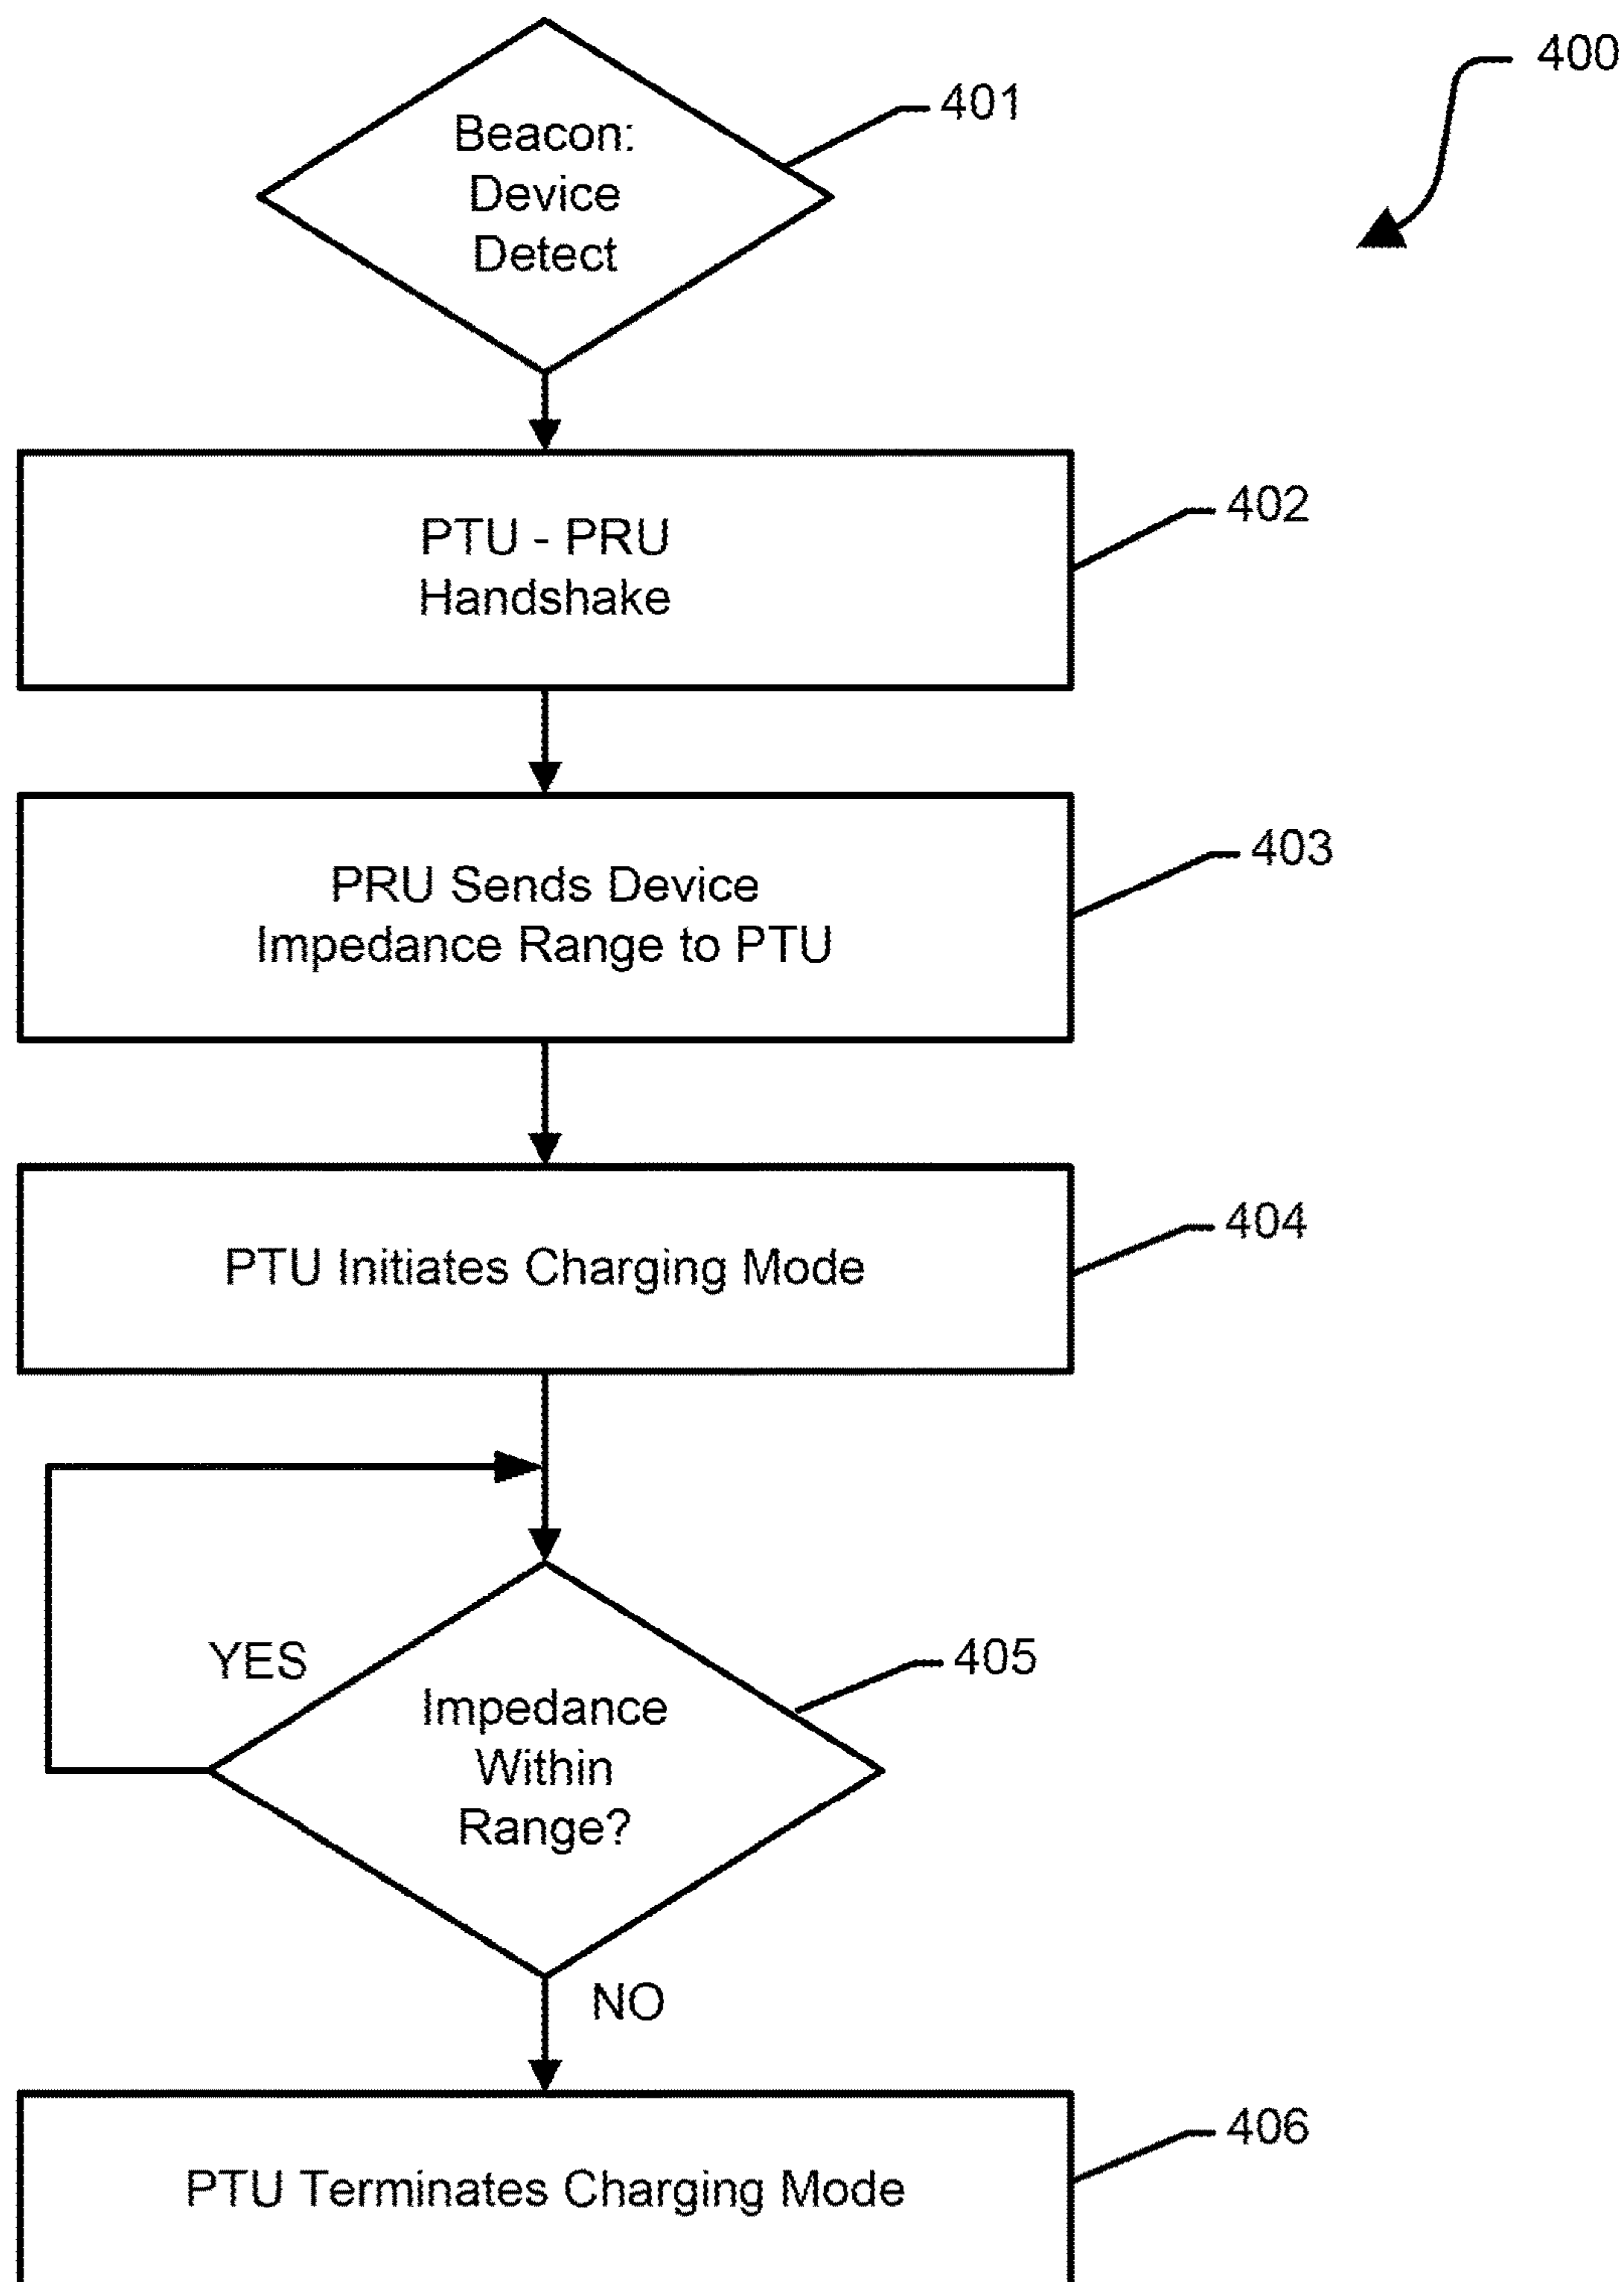 400
401
Beacon:
Device
Detect
402
PTU - PRU
Handshake
403
PRU Sends Device
Impedance Range to PTU
404
PTU Initiates Charging Mode
YES
405
Impedance
Within
Range?
NO
406
PTU Terminates Charging Mode